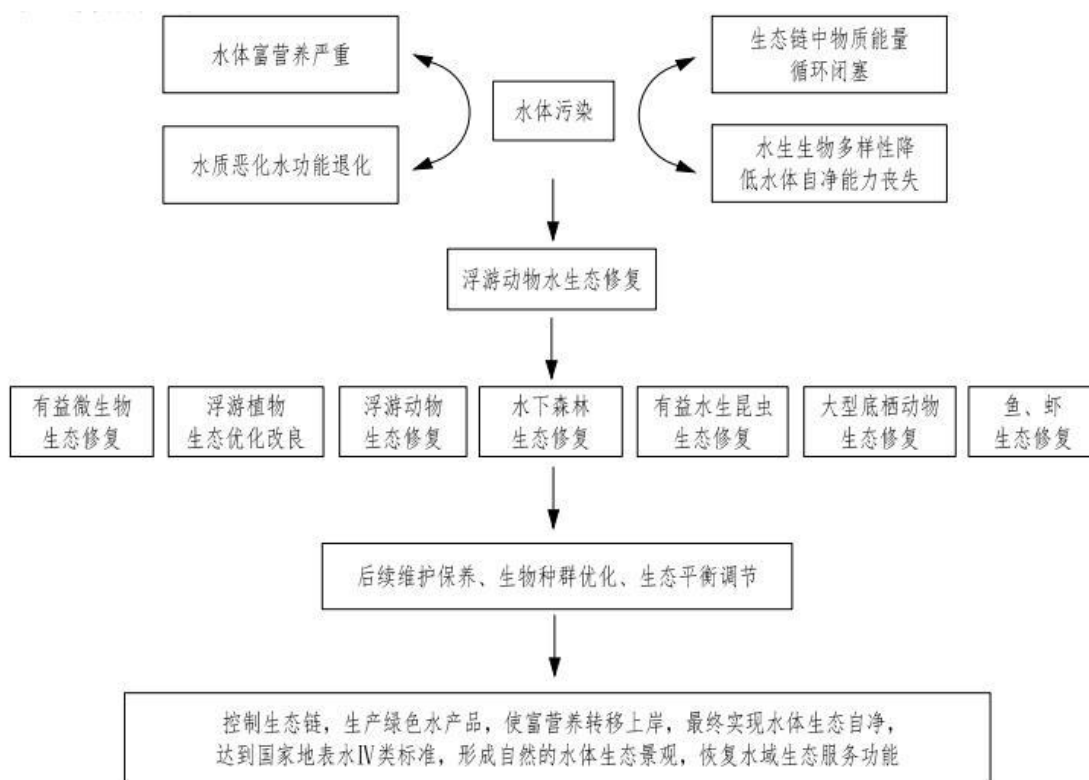 水体富营养严重
生态链中物质能量
循环闭塞
水体污染
水质恶化水功能退化
水生生物多样性降
低水体自净能力丧失
浮游动物水生态修复
有益微生物
生态修复
浮游植物
生态优化改良
浮游动物
生态修复
水下森林
生态修复
有益水生昆虫
生态修复
大型底栖动物
生态修复
鱼、虾
生态修复
后续维护保养、生物种群优化、生态平衡调节
控制生态链，生产绿色水产品，使富营养转移上岸，最终实现水体生态自净，
达到国家地表水Ⅳ类标准，形成自然的水体生态景观，恢复水域生态服务功能